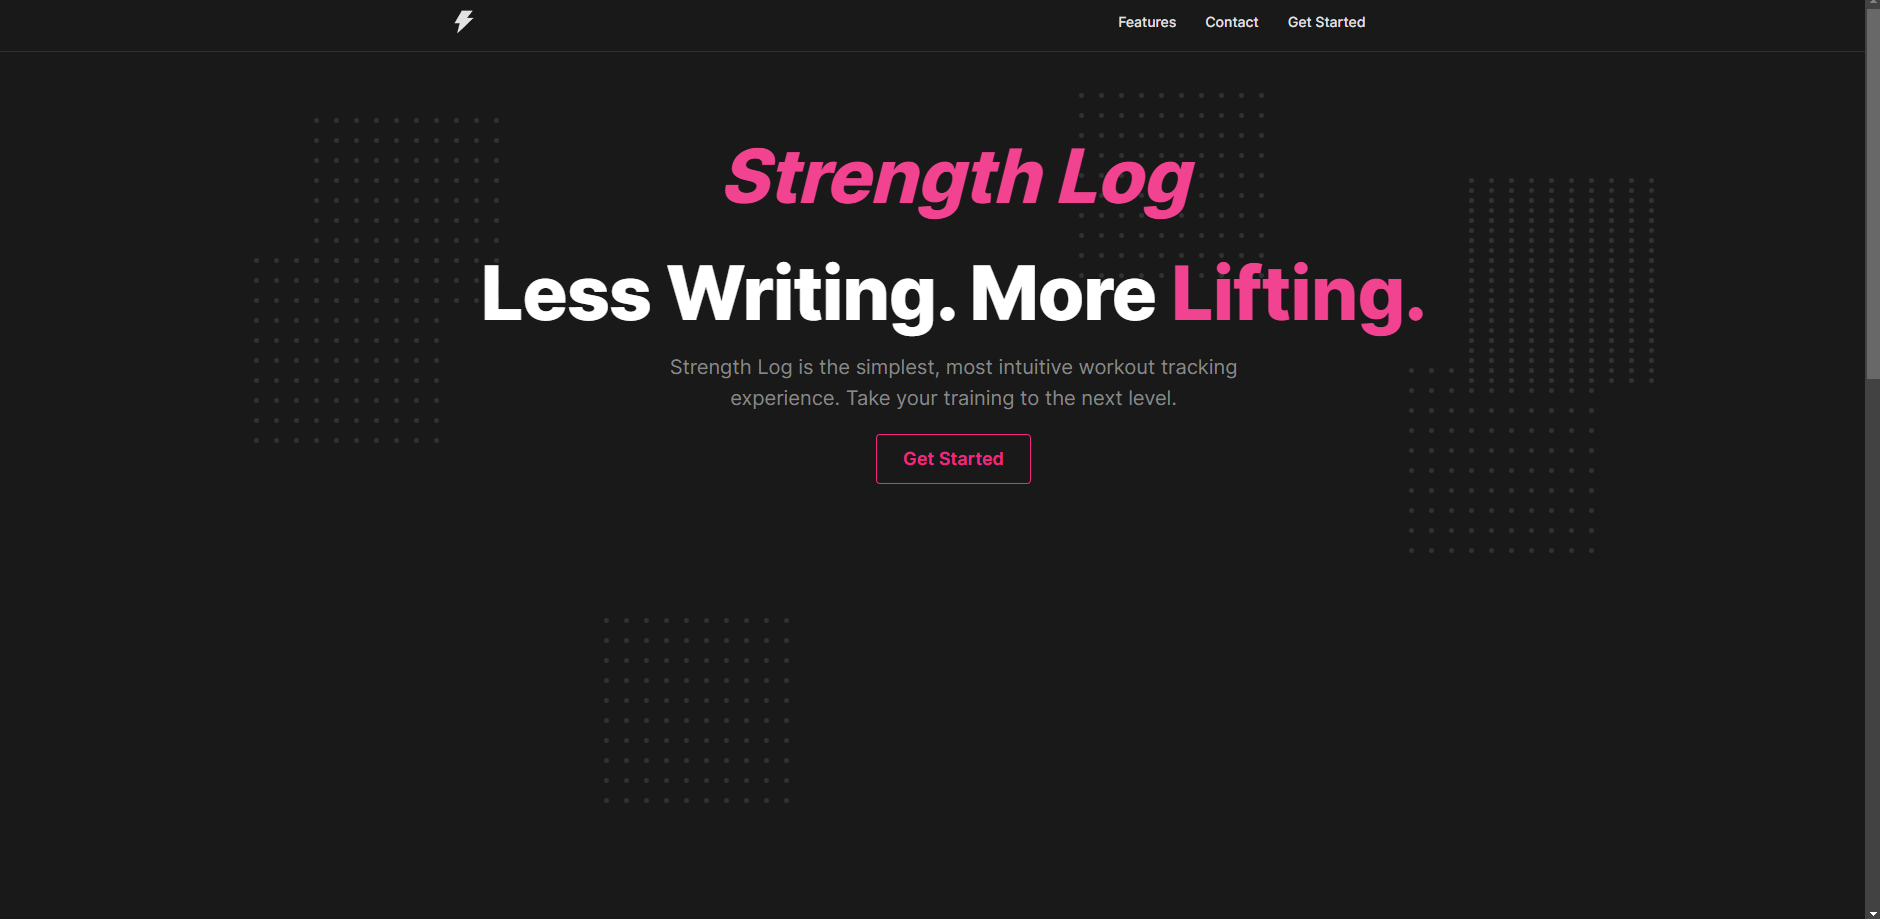 Features Contact Get Started
Strength Log
Less Writing. More Lifting.
Strength Log is the simplest, most intuitive workout tracking
experience. Take your training to the next level.
Get Started